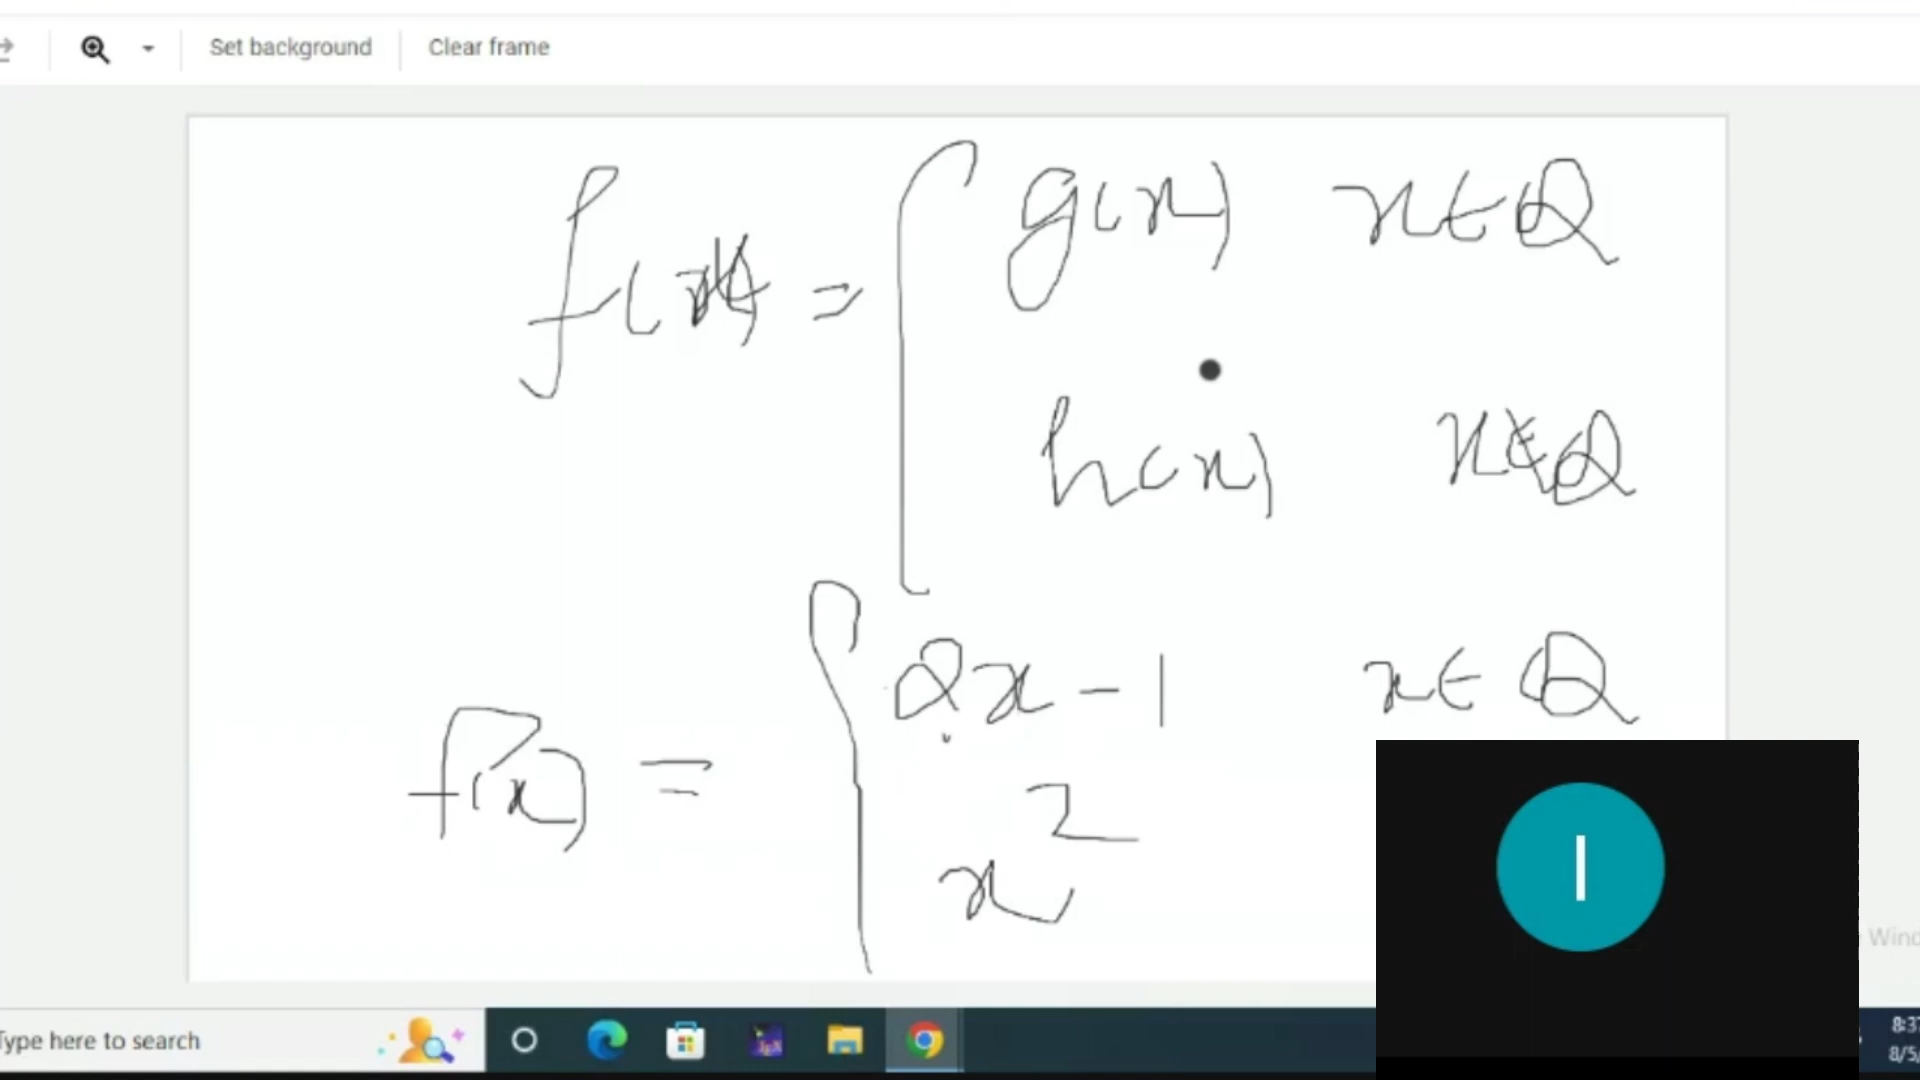 Set background Clear frame
f(x) = { g(x) x∈Q
h(x) x∉Q
f(x) = { 2x-1 x∈Q
x²
I
Type here to search